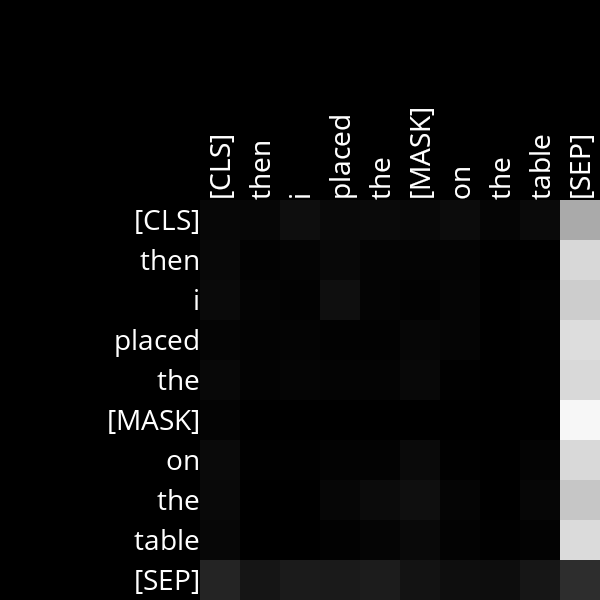 [CLS] then i placed the [MASK] on the table [SEP]
[CLS]
then
i
placed
the
[MASK]
on
the
table
[SEP]